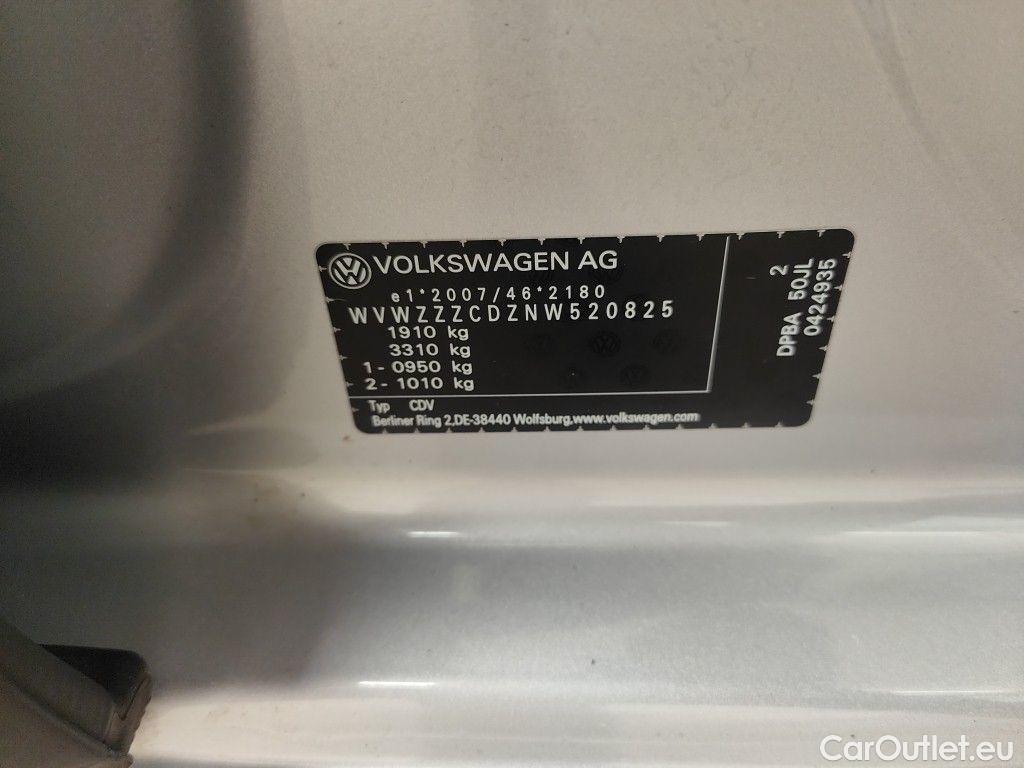 VOLKSWAGEN AG
e1*2007/46*2180
WVWZZZCDZNW520825
1910 kg
3310 kg
1- 0950 kg
2- 1010 kg
Typ CDV
Berliner Ring 2,DE-38440 Wolfsburg,www.volkswagen.com
2
DPBA 50JL
0424935
CarOutlet.eu